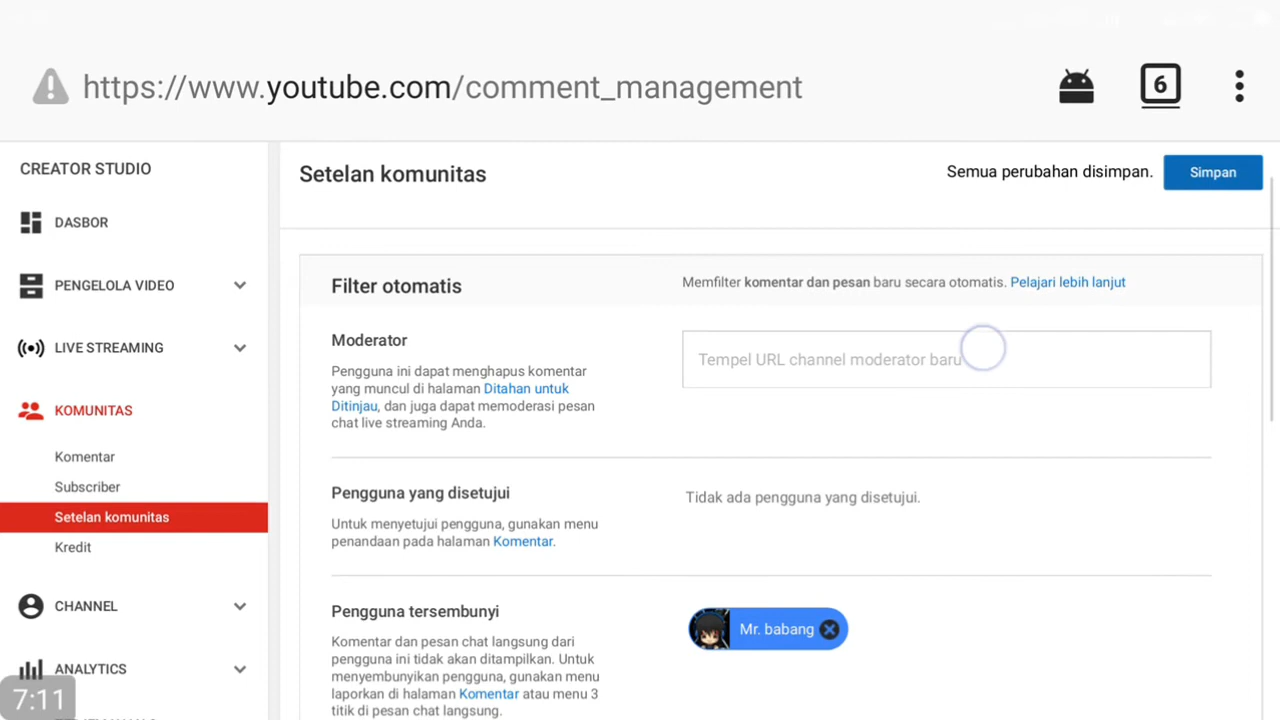 https://www.youtube.com/comment_management
6
CREATOR STUDIO
DASBOR
PENGELOLA VIDEO
LIVE STREAMING
KOMUNITAS
Komentar
Subscriber
Setelan komunitas
Kredit
CHANNEL
ANALYTICS
7:11
Setelan komunitas
Semua perubahan disimpan.
Simpan
Filter otomatis
Memfilter komentar dan pesan baru secara otomatis. Pelajari lebih lanjut
Moderator
Pengguna ini dapat menghapus komentar
yang muncul di halaman Ditahan untuk
Ditinjau, dan juga dapat memoderasi pesan
chat live streaming Anda.
Tempel URL channel moderator baru
Pengguna yang disetujui
Untuk menyetujui pengguna, gunakan menu
penandaan pada halaman Komentar.
Tidak ada pengguna yang disetujui.
Pengguna tersembunyi
Komentar dan pesan chat langsung dari
pengguna ini tidak akan ditampilkan. Untuk
menyembunyikan pengguna, gunakan menu
laporkan di halaman Komentar atau menu 3
titik di pesan chat langsung.
Mr. babang